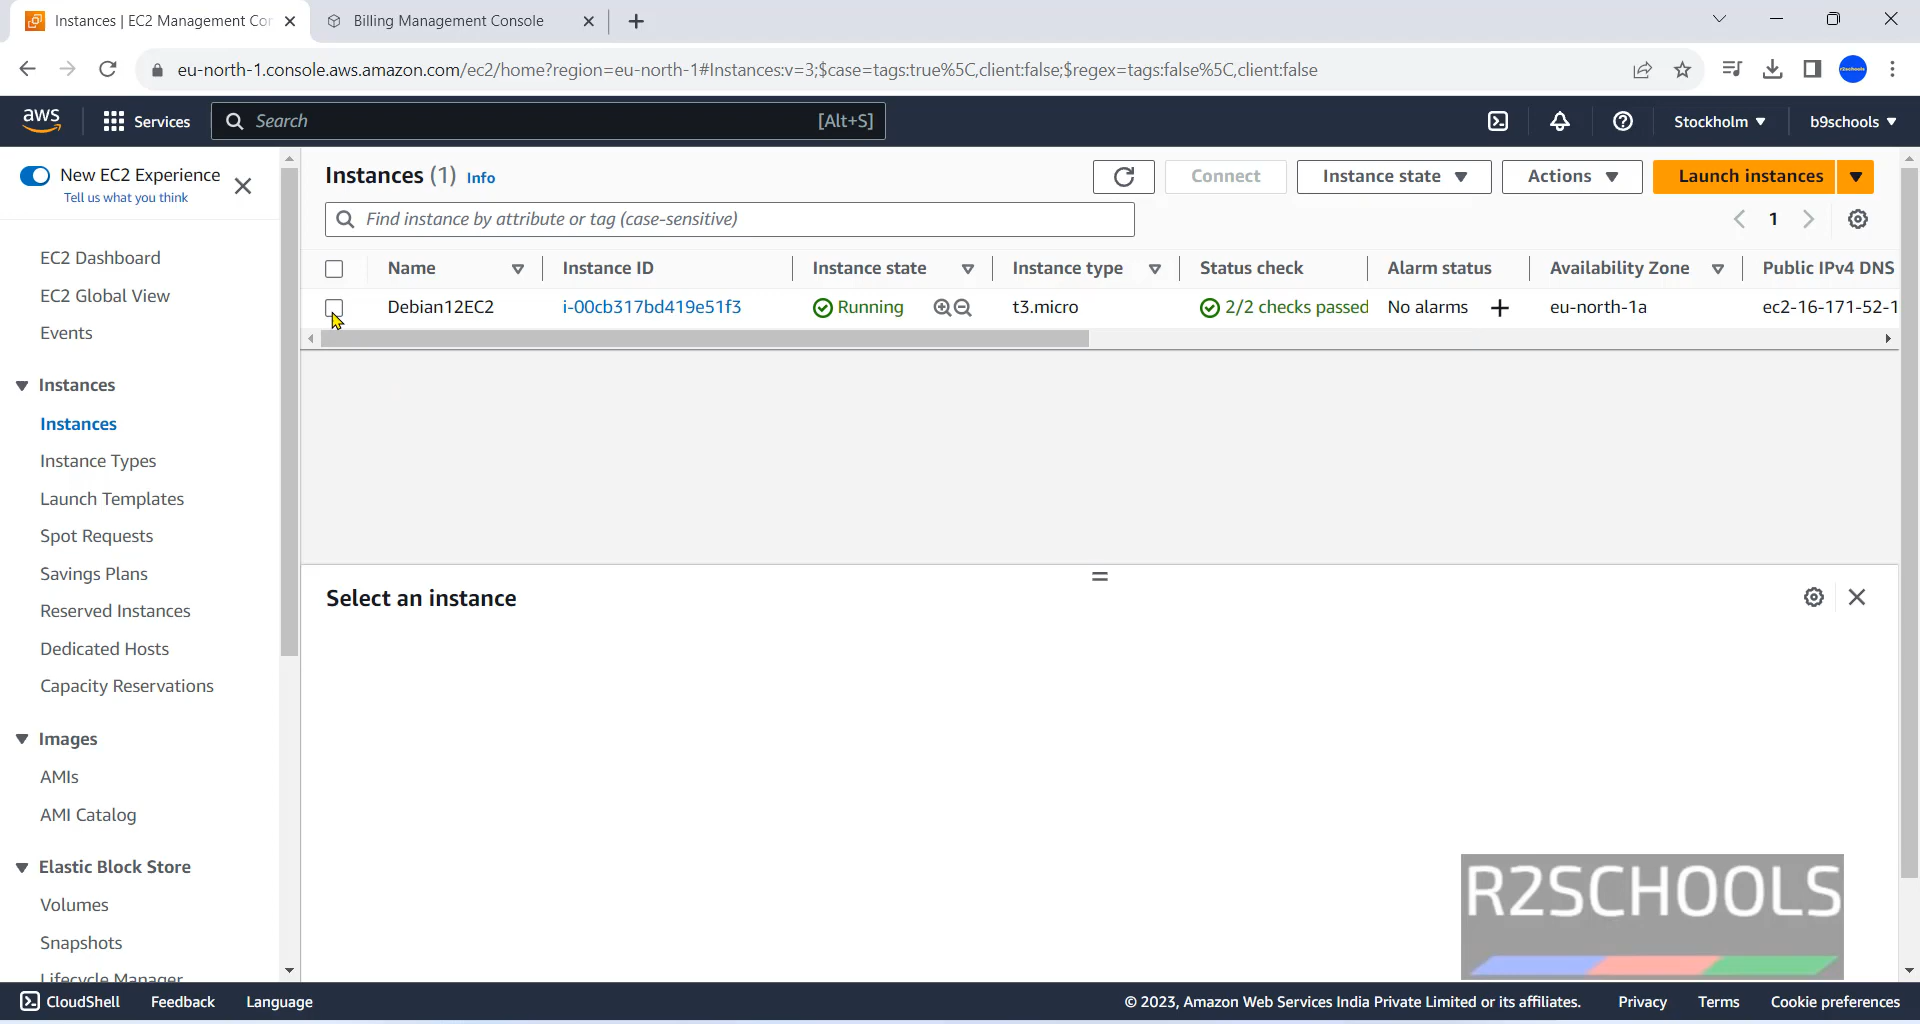 Instances | EC2 Management Con
Billing Management Console
eu-north-1.console.aws.amazon.com/ec2/home?region=eu-north-1#Instances:v=3;$case=tags:true%5C,client:false;$regex=tags:false%5C,client:false
aws
Services
Search
[Alt+S]
Stockholm
b9schools
New EC2 Experience
Tell us what you think
EC2 Dashboard
EC2 Global View
Events
Instances
Instances
Instance Types
Launch Templates
Spot Requests
Savings Plans
Reserved Instances
Dedicated Hosts
Capacity Reservations
Images
AMIs
AMI Catalog
Elastic Block Store
Volumes
Snapshots
Lifecycle Manager
Instances (1) Info
Connect
Instance state
Actions
Launch instances
Find instance by attribute or tag (case-sensitive)
1
Name Instance ID Instance state Instance type Status check Alarm status Availability Zone Public IPv4 DNS
Debian12EC2 i-00cb317bd419e51f3 Running t3.micro 2/2 checks passed No alarms + eu-north-1a ec2-16-171-52-1
Select an instance
R2SCHOOLS
CloudShell Feedback Language
© 2023, Amazon Web Services India Private Limited or its affiliates. Privacy Terms Cookie preferences